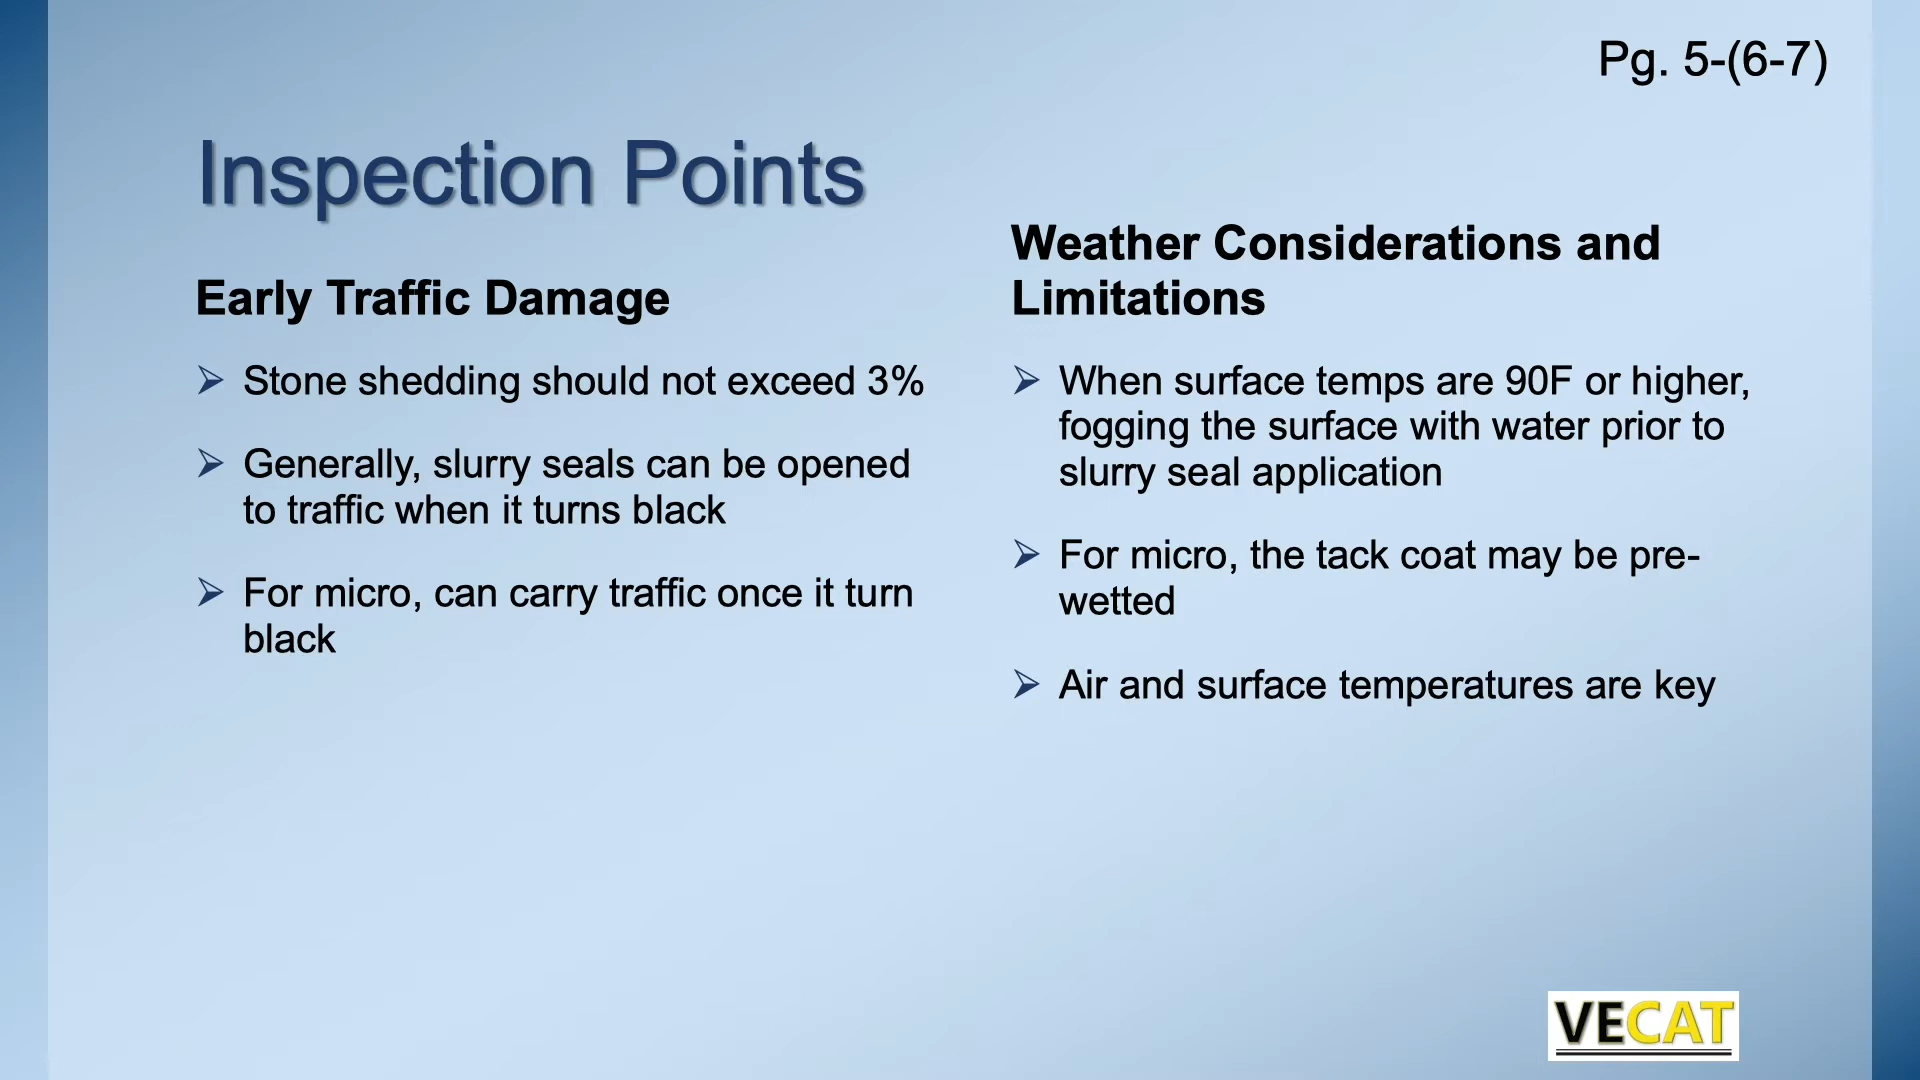 Pg. 5-(6-7)
Inspection Points
Early Traffic Damage
Stone shedding should not exceed 3%
Generally, slurry seals can be opened
to traffic when it turns black
For micro, can carry traffic once it turn
black
Weather Considerations and
Limitations
When surface temps are 90F or higher,
fogging the surface with water prior to
slurry seal application
For micro, the tack coat may be pre-
wetted
Air and surface temperatures are key
VECAT